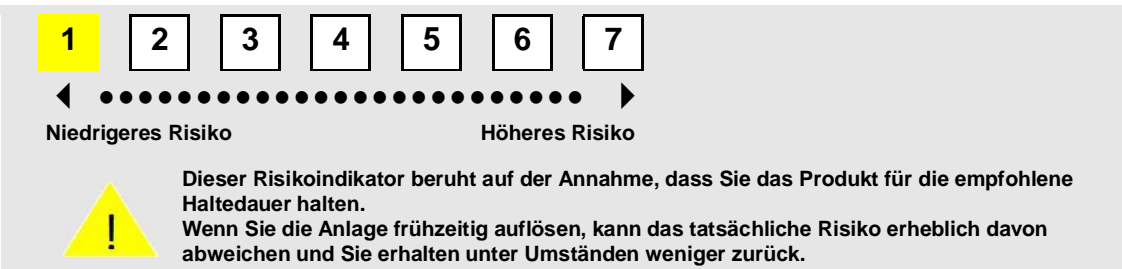 1 2 3 4 5 6 7
Niedrigeres Risiko Höheres Risiko
Dieser Risikoindikator beruht auf der Annahme, dass Sie das Produkt für die empfohlene
Haltedauer halten.
!
Wenn Sie die Anlage frühzeitig auflösen, kann das tatsächliche Risiko erheblich davon
abweichen und Sie erhalten unter Umständen weniger zurück.